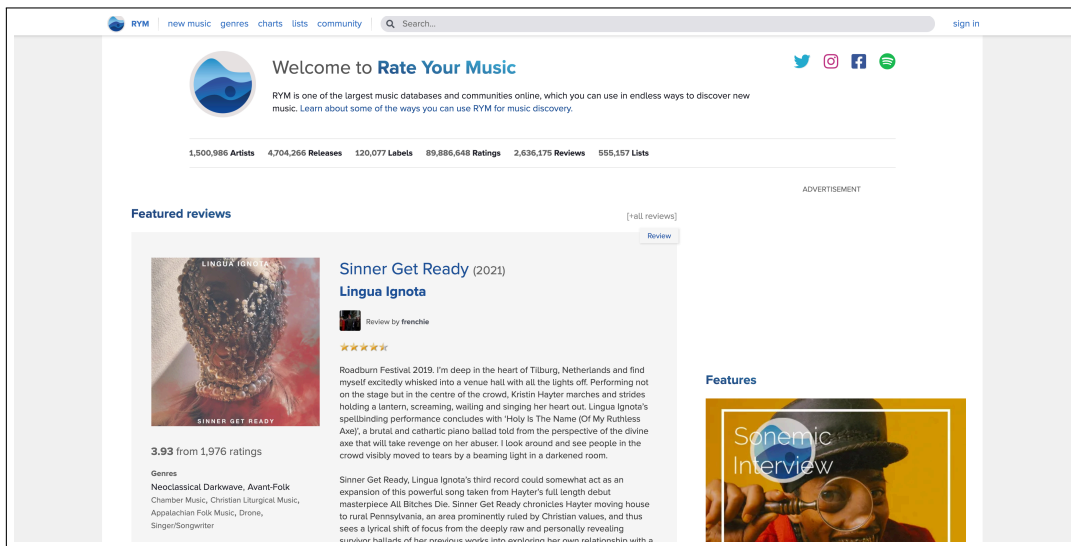 RYM new music genres charts lists community Search... sign in
Welcome to Rate Your Music
RYM is one of the largest music databases and communities online, which you can use in endless ways to discover new
music. Learn about some of the ways you can use RYM for music discovery.
1,500,986 Artists 4,704,266 Releases 120,077 Labels 89,886,648 Ratings 2,636,175 Reviews 555,157 Lists
ADVERTISEMENT
Featured reviews
[+all reviews]
Review
LINGUA IGNOTA
SINNER GET READY
3.93 from 1,976 ratings
Genres
Neoclassical Darkwave, Avant-Folk
Chamber Music, Christian Liturgical Music,
Appalachian Folk Music, Drone,
Singer/Songwriter
Sinner Get Ready (2021)
Lingua Ignota
Review by frenchie
Roadburn Festival 2019. I'm deep in the heart of Tilburg, Netherlands and find
myself excitedly whisked into a venue hall with all the lights off. Performing not
on the stage but in the centre of the crowd, Kristin Hayter marches and strides
holding a lantern, screaming, wailing and singing her heart out. Lingua Ignota's
spellbinding performance concludes with 'Holy Is The Name (Of My Ruthless
Axe)', a brutal and cathartic piano ballad told from the perspective of the divine
axe that will take revenge on her abuser. I look around and see people in the
crowd visibly moved to tears by a beaming light in a darkened room.
Sinner Get Ready, Lingua Ignota's third record could somewhat act as an
expansion of this powerful song taken from Hayter's full length debut
masterpiece All Bitches Die. Sinner Get Ready chronicles Hayter moving house
to rural Pennsylvania, an area prominently ruled by Christian values, and thus
sees a lyrical shift of focus from the deeply raw and personally revealing
survivor ballads of her previous works into exploring her own relationship with a
Features
Sonemic
Interview